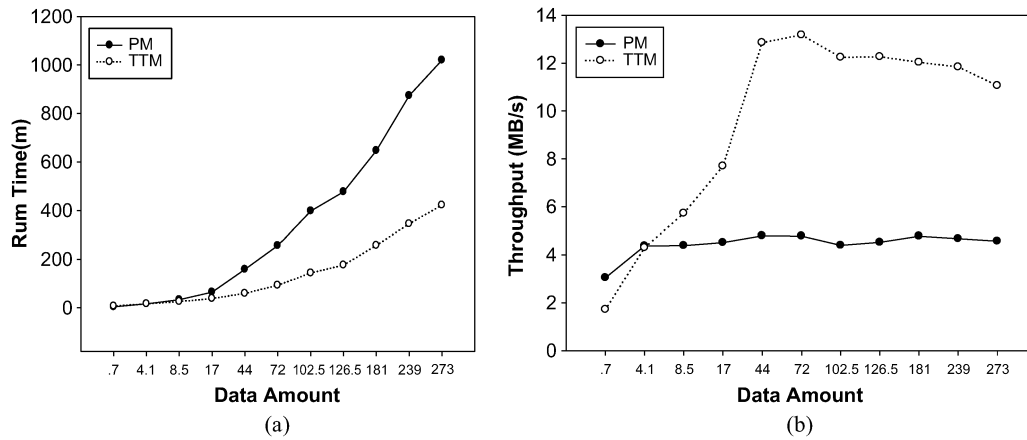 1200
1000
800
600
400
200
0
Rum Time(m)
PM
TTM
.7 4.1 8.5 17 44 72 102.5 126.5 181 239 273
Data Amount
(a)
14
12
10
8
6
4
2
0
Throughput (MB/s)
PM
TTM
.7 4.1 8.5 17 44 72 102.5 126.5 181 239 273
Data Amount
(b)